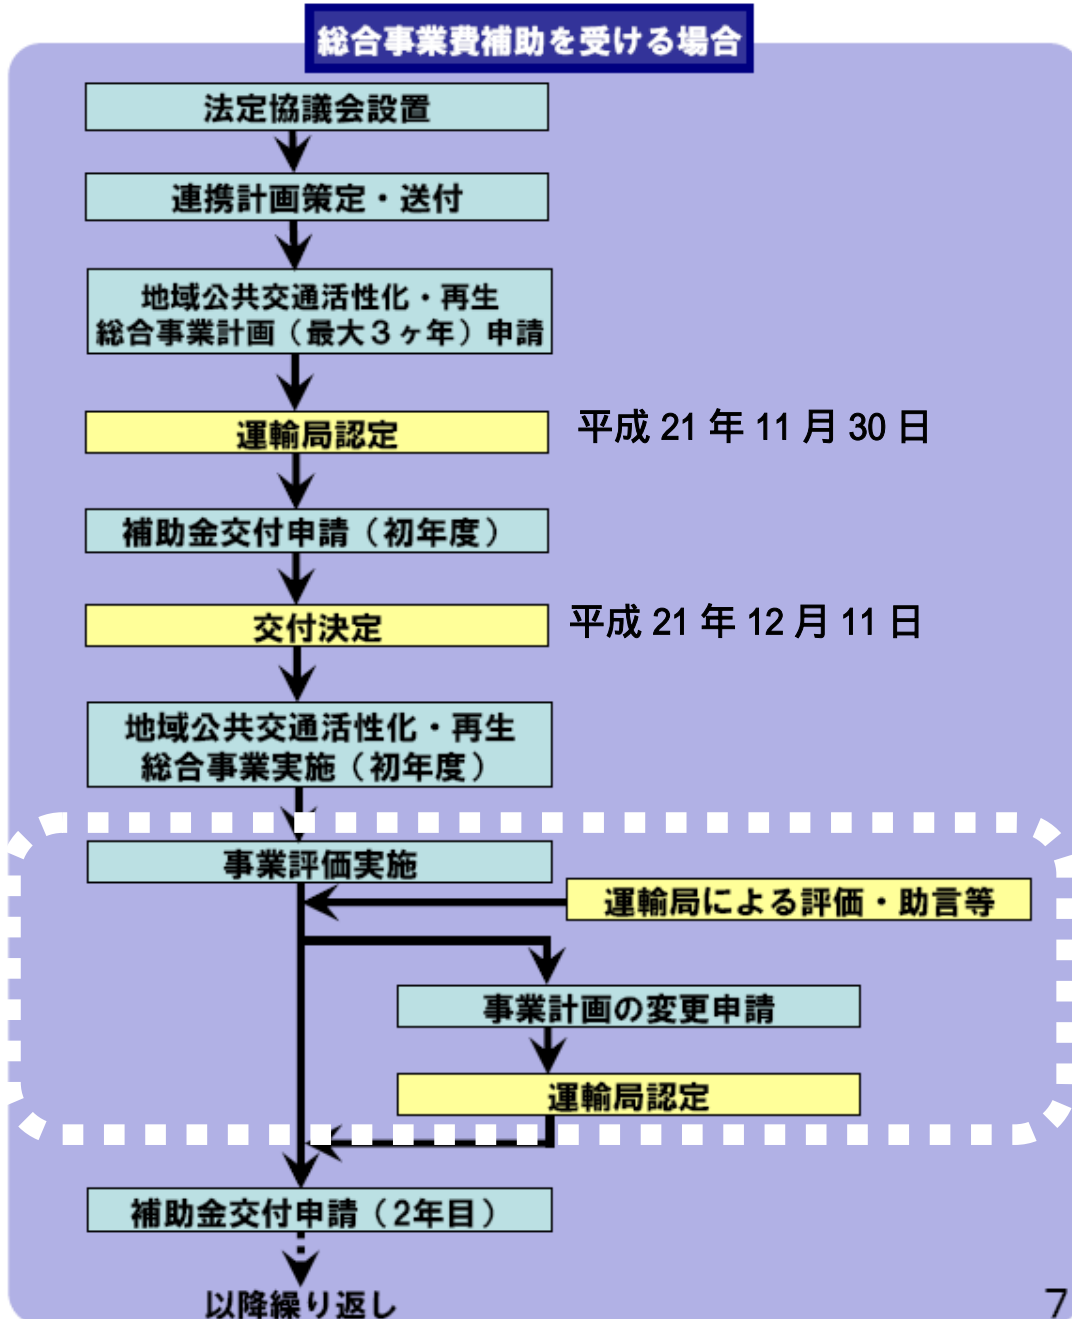 総合事業費補助を受ける場合
法定協議会設置
連携計画策定・送付
地域公共交通活性化・再生
総合事業計画（最大３ヶ年）申請
運輸局認定
平成 21 年 11 月 30 日
補助金交付申請（初年度）
交付決定
平成 21 年 12 月 11 日
地域公共交通活性化・再生
総合事業実施（初年度）
事業評価実施
運輸局による評価・助言等
事業計画の変更申請
運輸局認定
補助金交付申請（2年目）
以降繰り返し
7